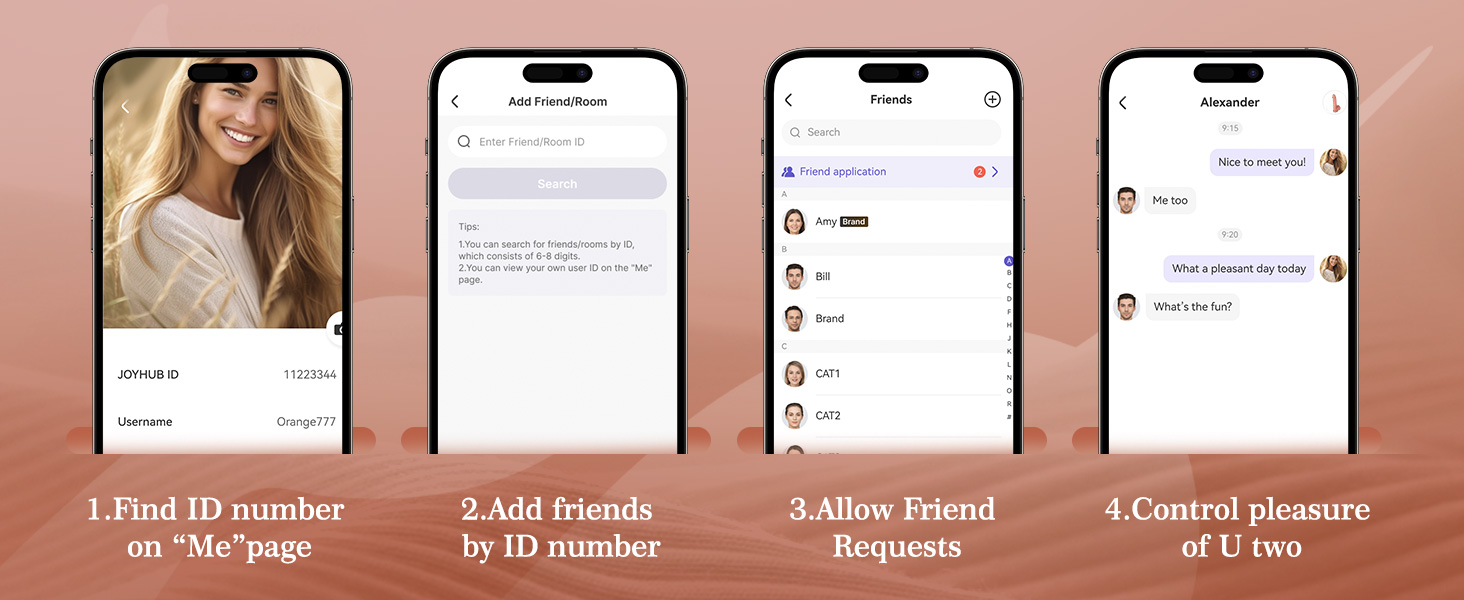 JOYHUB ID 11223344
Username Orange777
1.Find ID number
on “Me”page
Add Friend/Room
Enter Friend/Room ID
Search
Tips:
1.You can search for friends/rooms by ID,
which consists of 6-8 digits.
2.You can view your own user ID on the "Me"
page.
2.Add friends
by ID number
Friends
Search
Friend application 2
A
Amy Brand
B
Bill
Brand
C
CAT1
CAT2
A
B
C
D
F
H
J
K
L
N
O
R
#
3.Allow Friend
Requests
Alexander
9:15
Nice to meet you!
Me too
9:20
What a pleasant day today
What's the fun?
4.Control pleasure
of U two